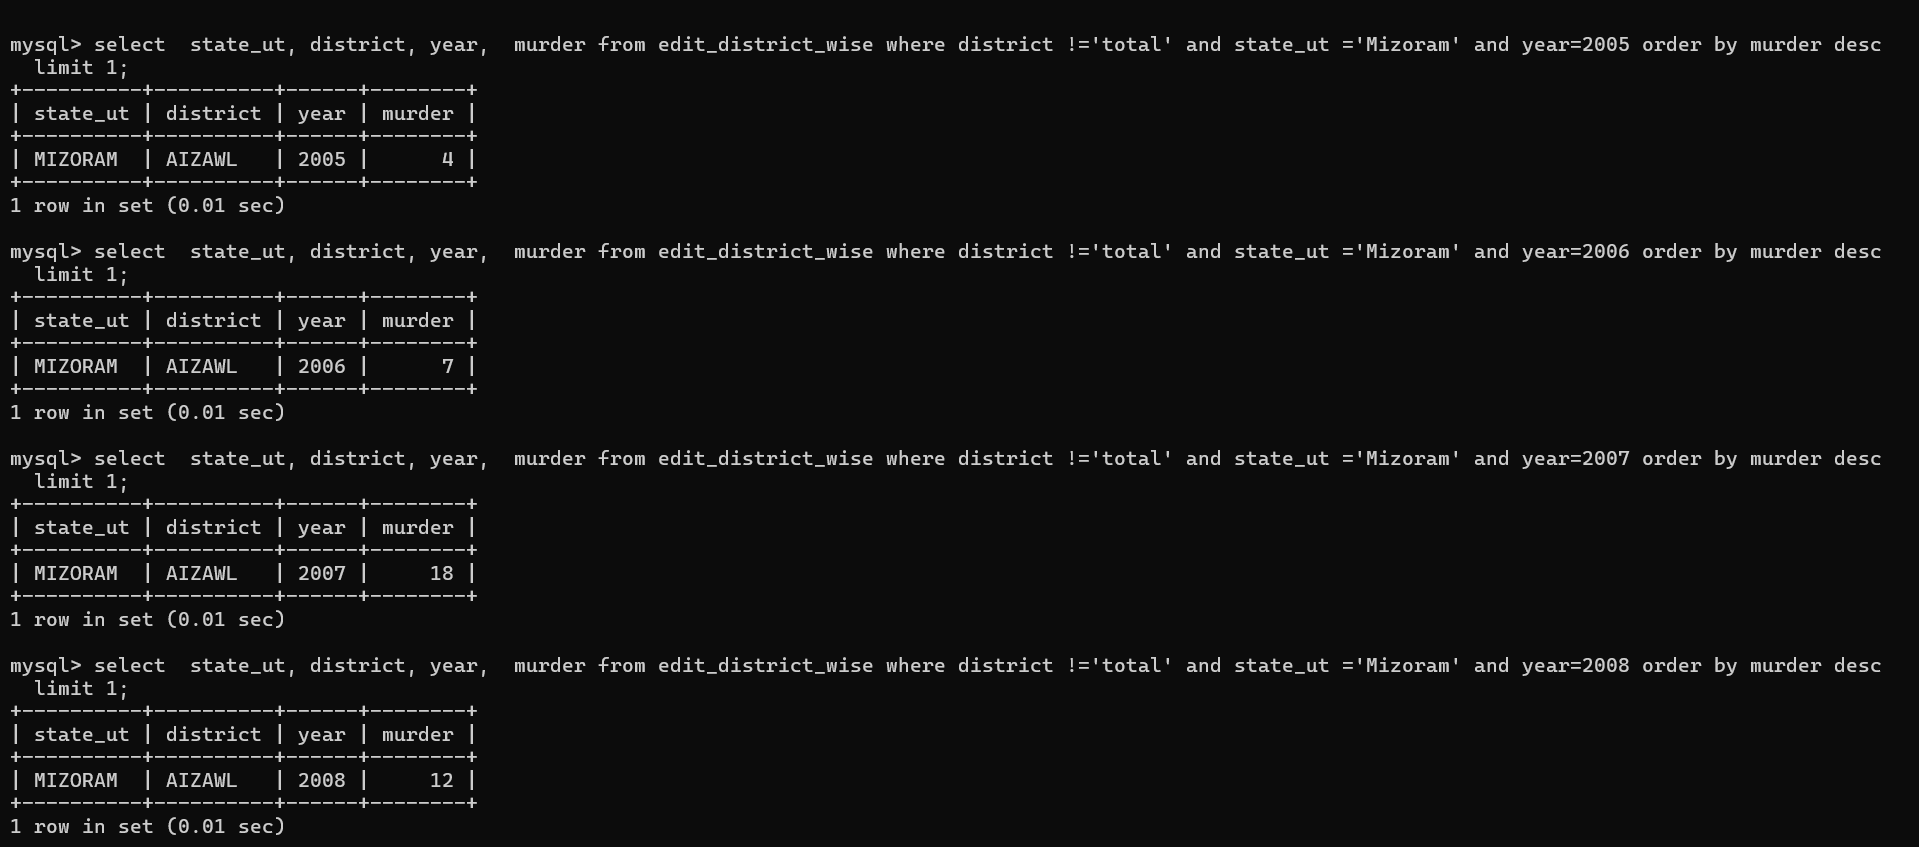 mysql> select  state_ut, district, year,  murder from edit_district_wise where district !='total' and state_ut ='Mizoram' and year=2005 order by murder desc
  limit 1;
+----------+----------+------+--------+
| state_ut | district | year | murder |
+----------+----------+------+--------+
| MIZORAM  | AIZAWL   | 2005 |      4 |
+----------+----------+------+--------+
1 row in set (0.01 sec)

mysql> select  state_ut, district, year,  murder from edit_district_wise where district !='total' and state_ut ='Mizoram' and year=2006 order by murder desc
  limit 1;
+----------+----------+------+--------+
| state_ut | district | year | murder |
+----------+----------+------+--------+
| MIZORAM  | AIZAWL   | 2006 |      7 |
+----------+----------+------+--------+
1 row in set (0.01 sec)

mysql> select  state_ut, district, year,  murder from edit_district_wise where district !='total' and state_ut ='Mizoram' and year=2007 order by murder desc
  limit 1;
+----------+----------+------+--------+
| state_ut | district | year | murder |
+----------+----------+------+--------+
| MIZORAM  | AIZAWL   | 2007 |     18 |
+----------+----------+------+--------+
1 row in set (0.01 sec)

mysql> select  state_ut, district, year,  murder from edit_district_wise where district !='total' and state_ut ='Mizoram' and year=2008 order by murder desc
  limit 1;
+----------+----------+------+--------+
| state_ut | district | year | murder |
+----------+----------+------+--------+
| MIZORAM  | AIZAWL   | 2008 |     12 |
+----------+----------+------+--------+
1 row in set (0.01 sec)